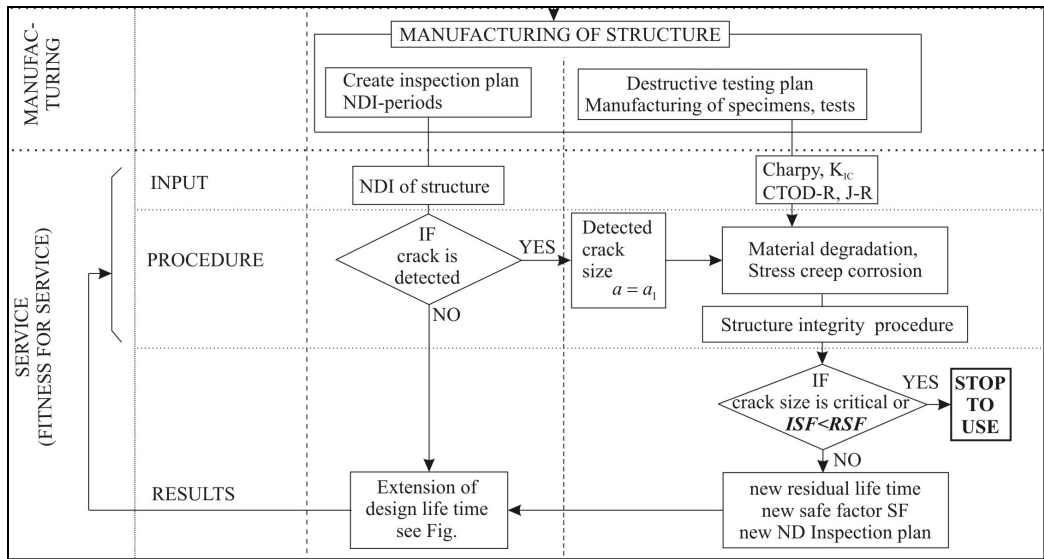 MANUFAC-
TURING
MANUFACTURING OF STRUCTURE
Create inspection plan
NDI-periods
Destructive testing plan
Manufacturing of specimens, tests
SERVICE
(FITNESS FOR SERVICE)
INPUT
NDI of structure
Charpy, K_IC
CTOD-R, J-R
PROCEDURE
IF
crack is
detected
YES
NO
Detected
crack
size
a = a₁
Material degradation,
Stress creep corrosion
Structure integrity procedure
IF
crack size is critical or
ISF<RSF
YES
NO
STOP
TO
USE
RESULTS
Extension of
design life time
see Fig.
new residual life time
new safe factor SF
new ND Inspection plan